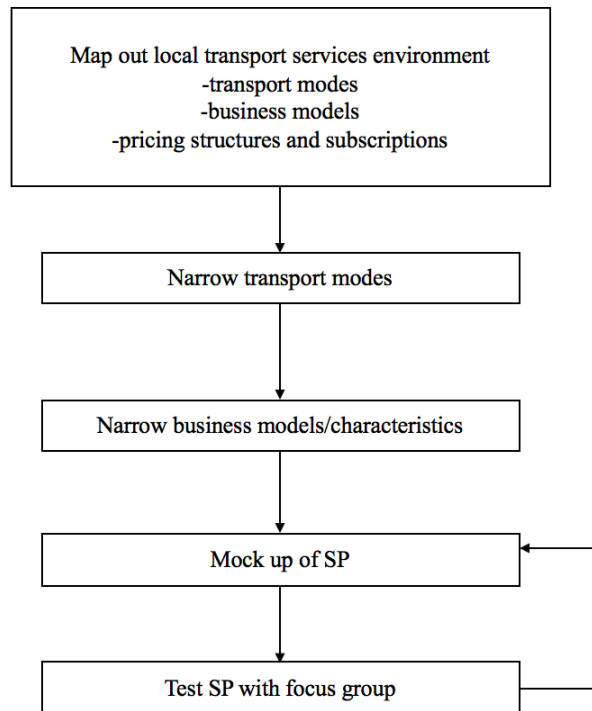 Map out local transport services environment
-transport modes
-business models
-pricing structures and subscriptions
Narrow transport modes
Narrow business models/characteristics
Mock up of SP
Test SP with focus group